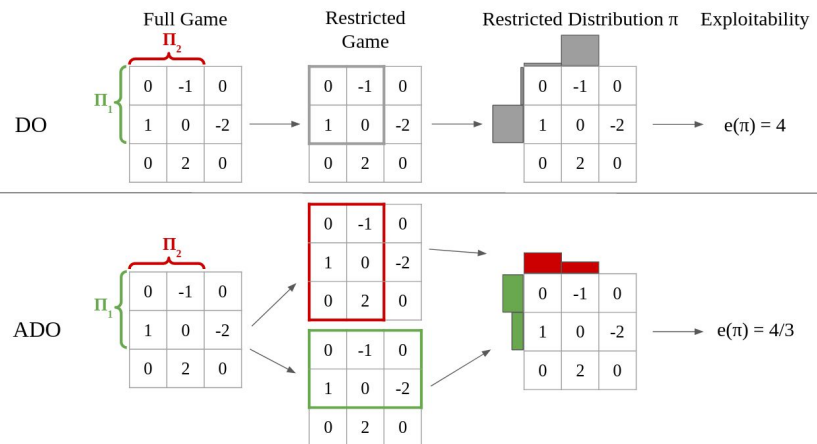 Full Game
Restricted Game
Restricted Distribution π
Exploitability
DO
Π2
Π1
0 -1 0
1 0 -2
0 2 0
0 -1 0
1 0 -2
0 2 0
0 -1 0
1 0 -2
0 2 0
e(π) = 4
ADO
Π2
Π1
0 -1 0
1 0 -2
0 2 0
0 -1 0
1 0 -2
0 2 0
0 -1 0
1 0 -2
0 2 0
0 -1 0
1 0 -2
0 2 0
e(π) = 4/3